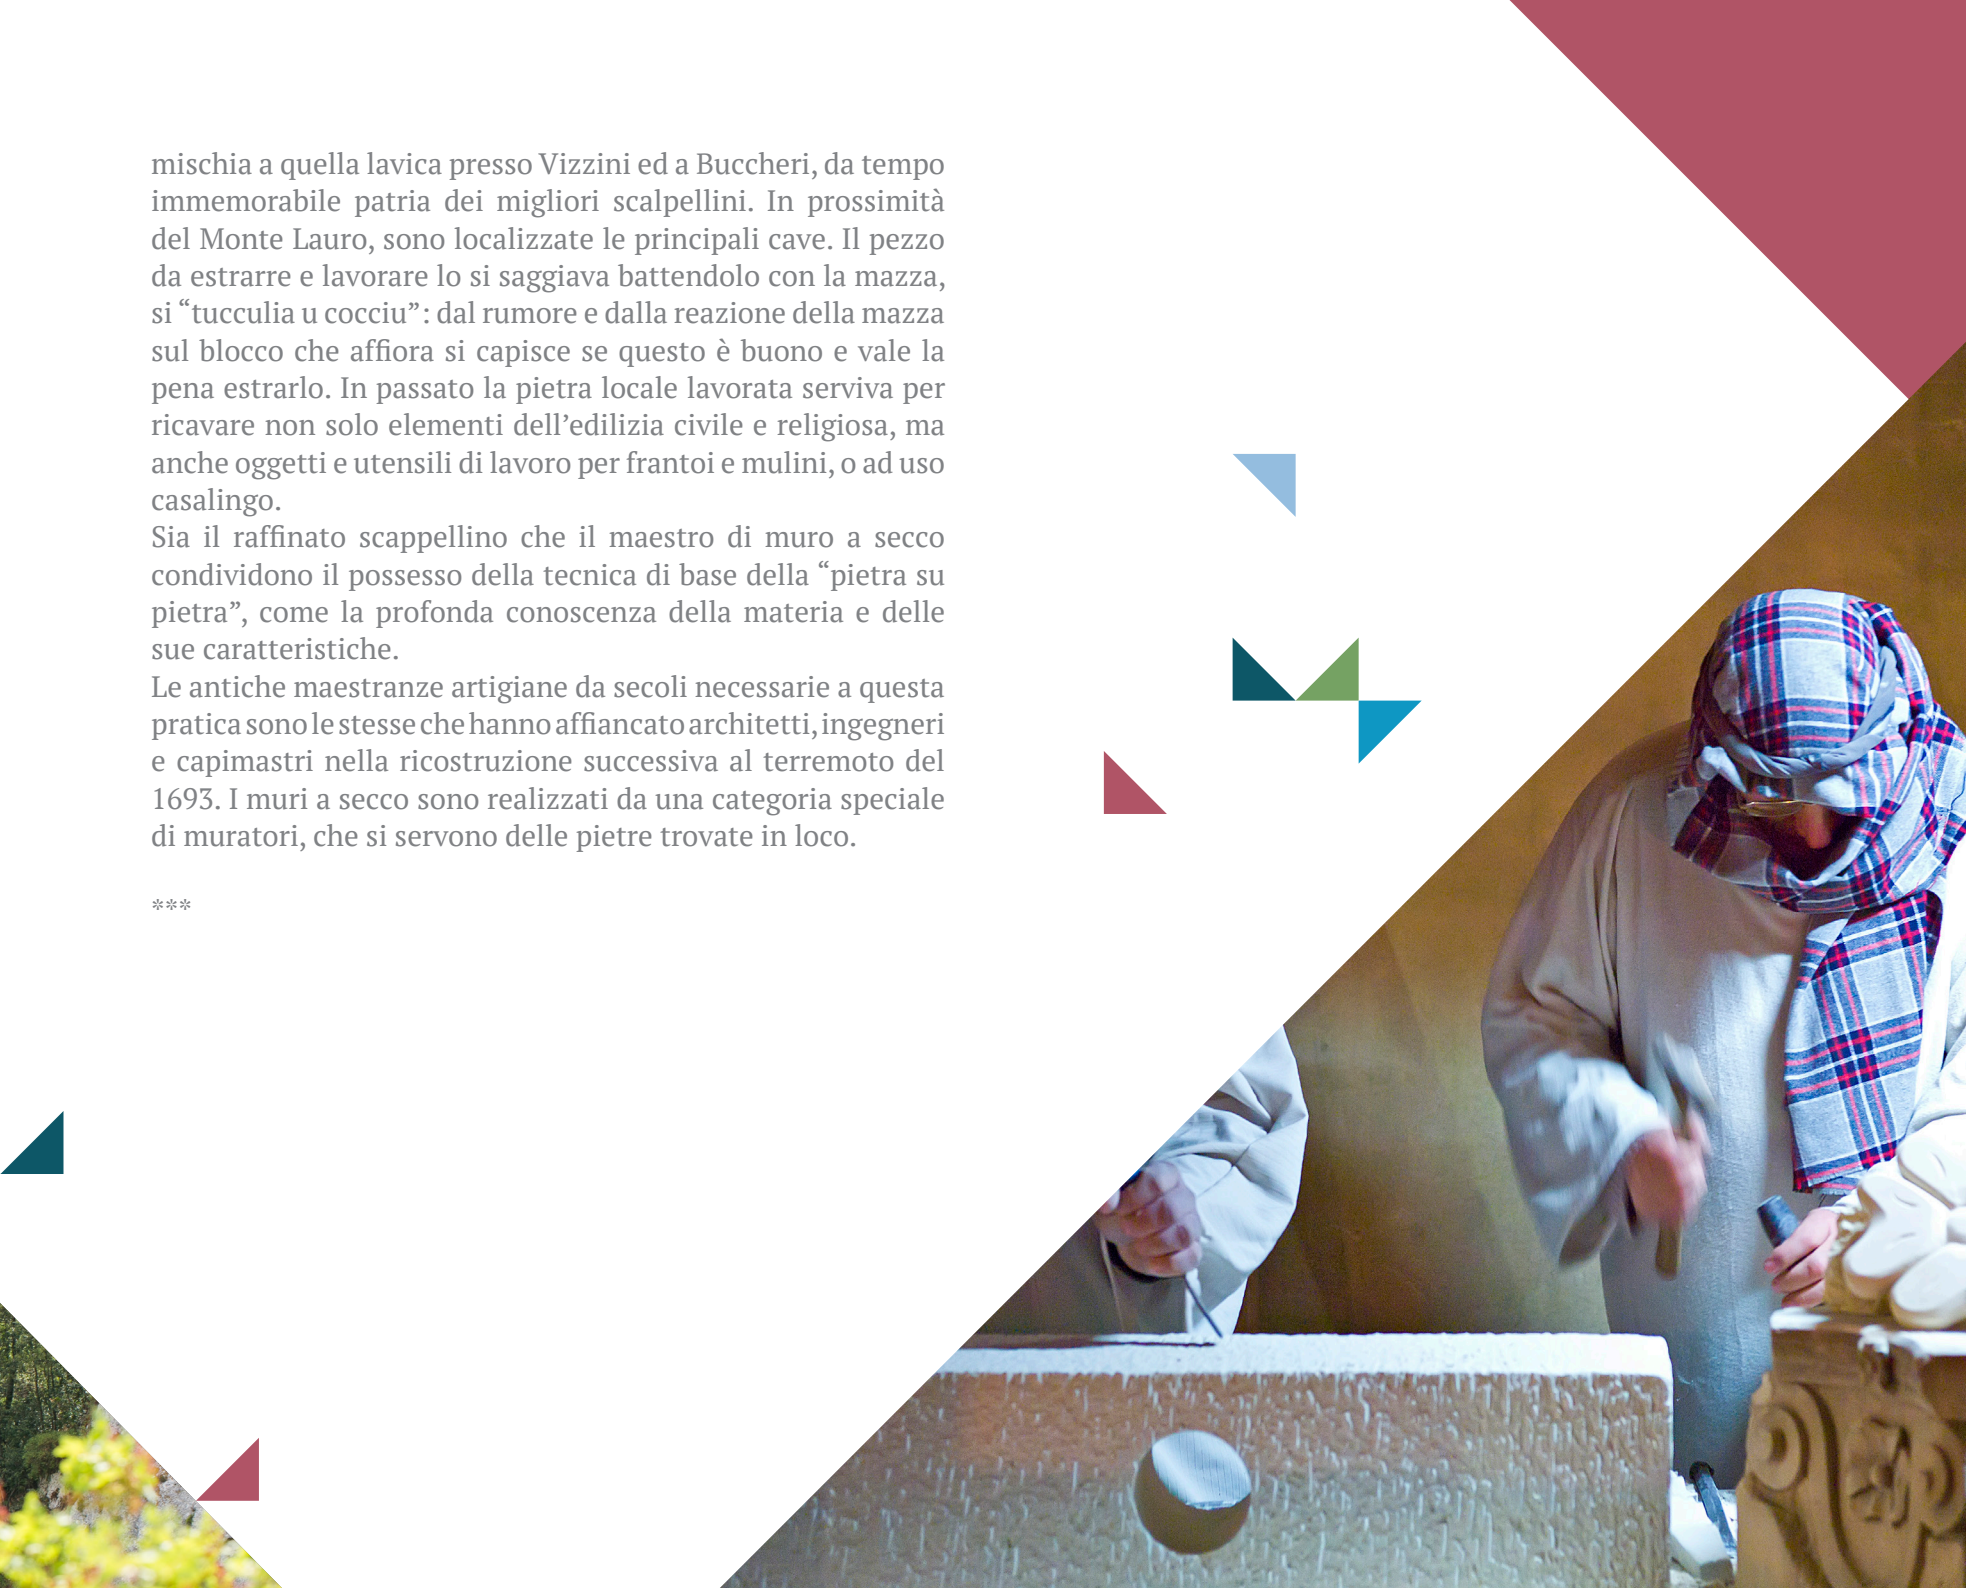 mischia a quella lavica presso Vizzini ed a Buccheri, da tempo
immemorabile patria dei migliori scalpellini. In prossimità
del Monte Lauro, sono localizzate le principali cave. Il pezzo
da estrarre e lavorare lo si saggiava battendolo con la mazza,
si “tucculia u cocciu”: dal rumore e dalla reazione della mazza
sul blocco che affiora si capisce se questo è buono e vale la
pena estrarlo. In passato la pietra locale lavorata serviva per
ricavare non solo elementi dell’edilizia civile e religiosa, ma
anche oggetti e utensili di lavoro per frantoi e mulini, o ad uso
casalingo.
Sia il raffinato scappellino che il maestro di muro a secco
condividono il possesso della tecnica di base della “pietra su
pietra”, come la profonda conoscenza della materia e delle
sue caratteristiche.
Le antiche maestranze artigiane da secoli necessarie a questa
pratica sono le stesse che hanno affiancato architetti, ingegneri
e capimastri nella ricostruzione successiva al terremoto del
1693. I muri a secco sono realizzati da una categoria speciale
di muratori, che si servono delle pietre trovate in loco.
***